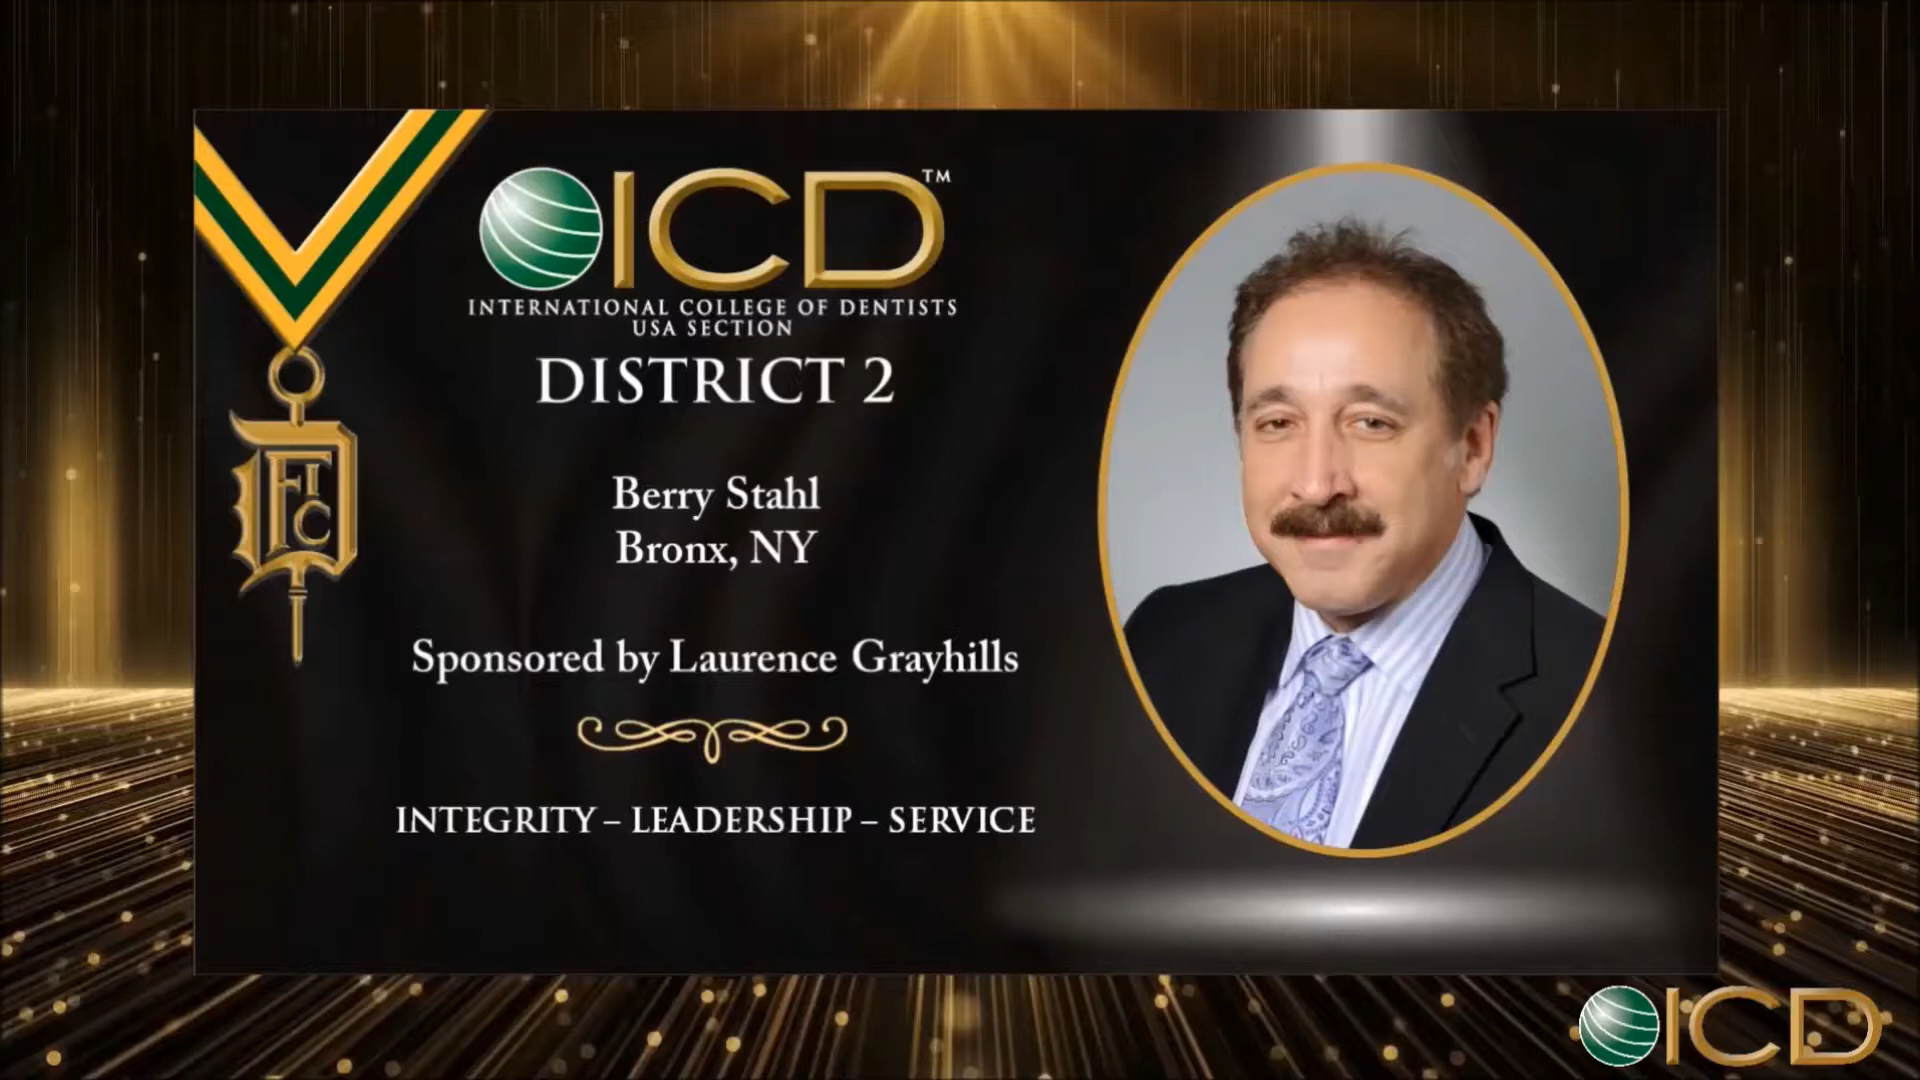 ICD™
INTERNATIONAL COLLEGE OF DENTISTS
USA SECTION
DISTRICT 2
Berry Stahl
Bronx, NY
Sponsored by Laurence Grayhills
INTEGRITY – LEADERSHIP – SERVICE
D F I C
ICD